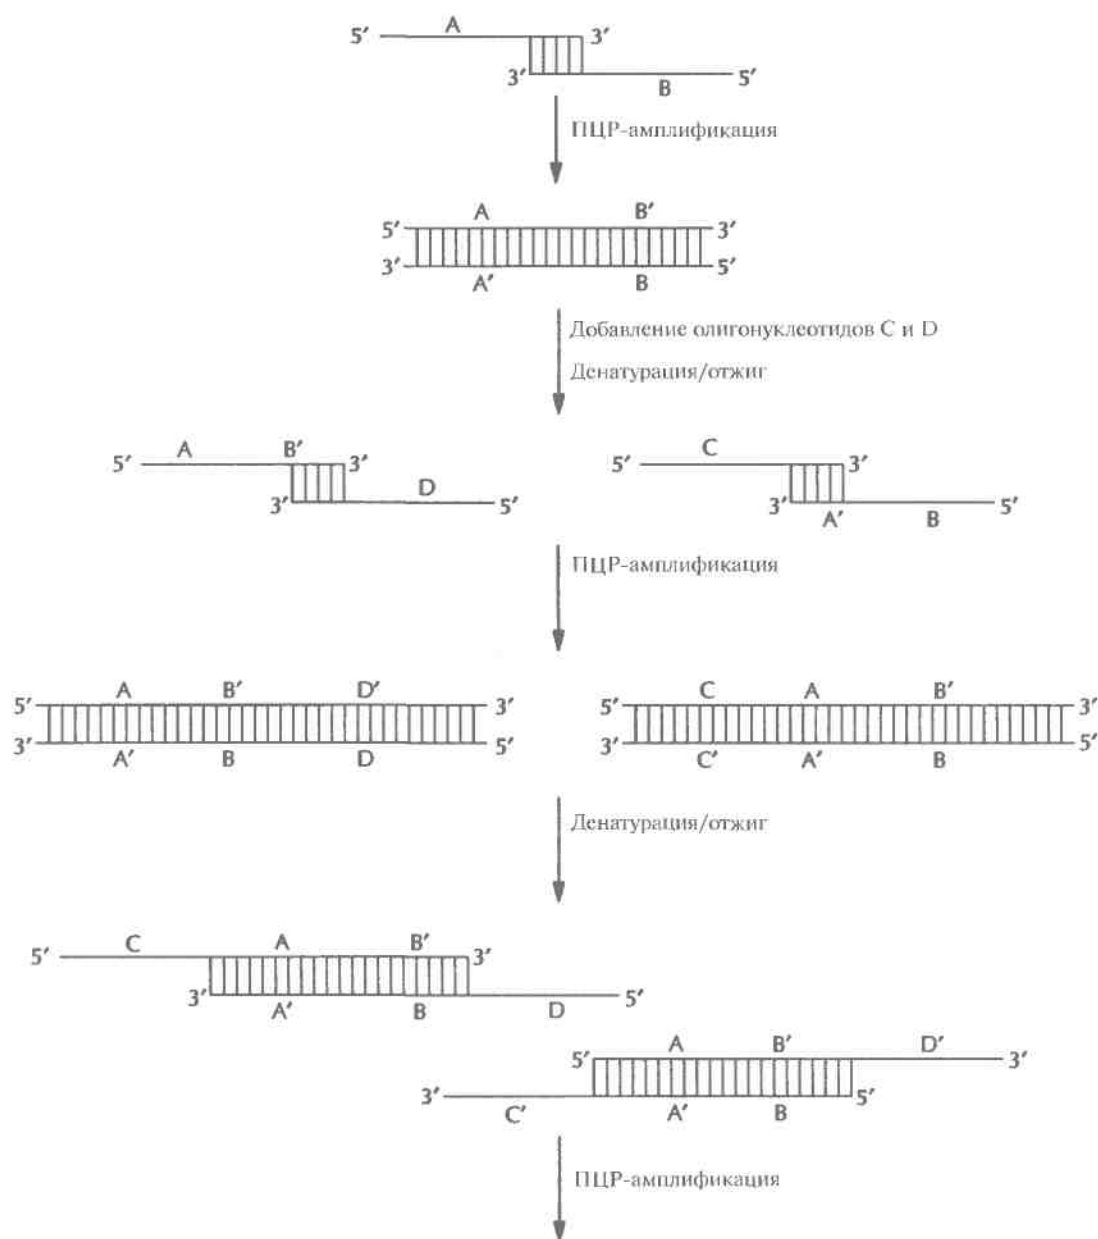 A
5′ 3′
3′ 5′
B
ПЦР-амплификация
A B′
5′ 3′
3′ 5′
A′ B
Добавление олигонуклеотидов C и D
Денатурация/отжиг
A B′ C
5′ 3′ 5′ 3′
D
3′ 5′ 3′ 5′
A′ B
ПЦР-амплификация
A B′ D′ C A B′
5′ 3′ 5′ 3′
3′ 5′ 3′ 5′
A′ B D C′ A′ B
Денатурация/отжиг
C A B′
5′ 3′
3′ 5′
A′ B D
A B′ D′
5′ 3′
3′ 5′
C′ A′ B
ПЦР-амплификация